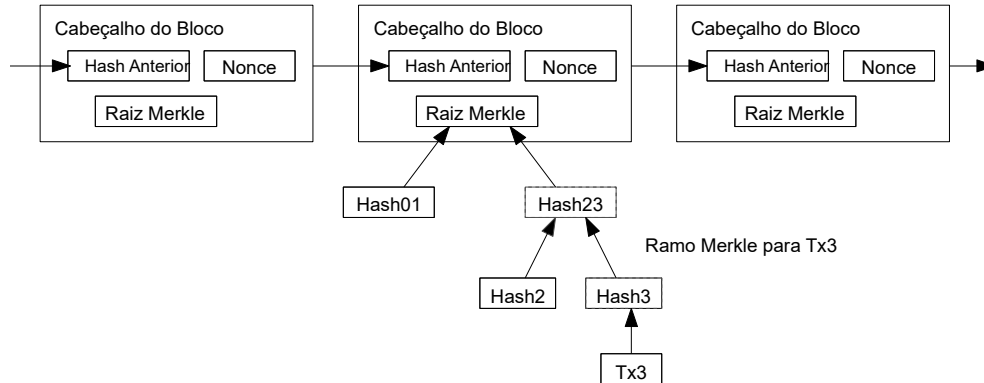 Cabeçalho do Bloco
Hash Anterior
Nonce
Raiz Merkle
Cabeçalho do Bloco
Hash Anterior
Nonce
Raiz Merkle
Cabeçalho do Bloco
Hash Anterior
Nonce
Raiz Merkle
Hash01
Hash23
Ramo Merkle para Tx3
Hash2
Hash3
Tx3